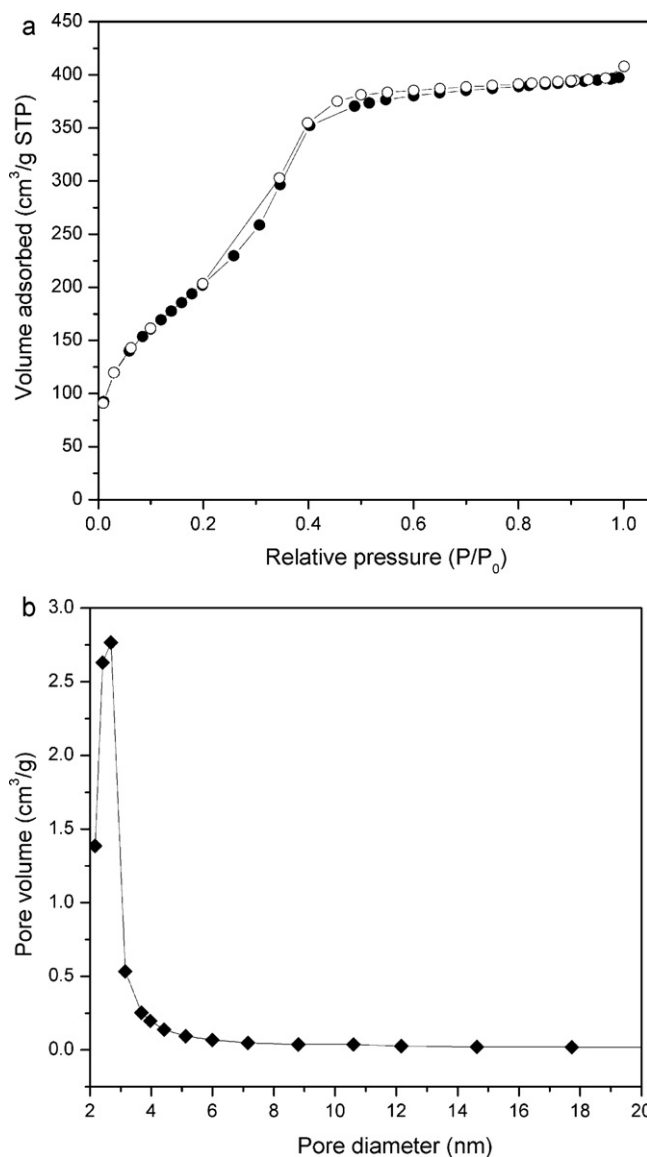 a
450
400
350
300
250
200
150
100
50
0
Volume adsorbed (cm³/g STP)
0.0 0.2 0.4 0.6 0.8 1.0
Relative pressure (P/P₀)
b
3.0
2.5
2.0
1.5
1.0
0.5
0.0
Pore volume (cm³/g)
2 4 6 8 10 12 14 16 18 20
Pore diameter (nm)